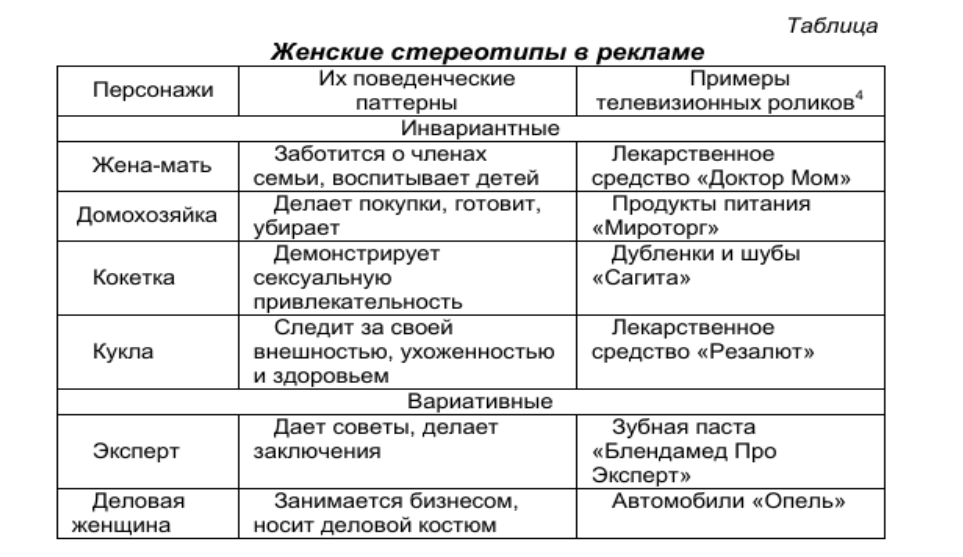 Таблица
Женские стереотипы в рекламе
Персонажи
Их поведенческие
паттерны
Примеры
телевизионных роликов4
Инвариантные
Жена-мать
Заботится о членах
семьи, воспитывает детей
Лекарственное
средство «Доктор Мом»
Домохозяйка
Делает покупки, готовит,
убирает
Продукты питания
«Мироторг»
Кокетка
Демонстрирует
сексуальную
привлекательность
Дубленки и шубы
«Сагита»
Кукла
Следит за своей
внешностью, ухоженностью
и здоровьем
Лекарственное
средство «Резалют»
Вариативные
Эксперт
Дает советы, делает
заключения
Зубная паста
«Блендамед Про
Эксперт»
Деловая
женщина
Занимается бизнесом,
носит деловой костюм
Автомобили «Опель»